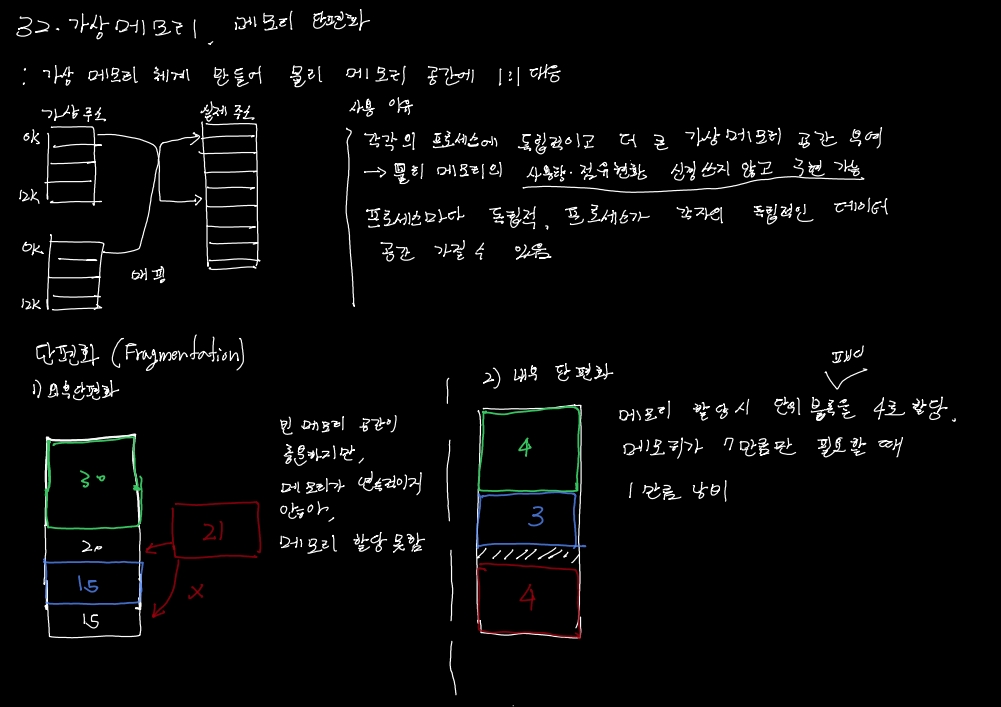 32. 가상메모리, 메모리 단편화
: 가상 메모리 체계 만들어 물리 메모리 공간에 1:1 대응
가상 주소
실제 주소
0K
12K
0K
12K
매핑
사용 이유
각각의 프로세스에 독립적이고 더 큰 가상메모리 공간 부여
→ 물리 메모리의 사용량·점유현황 신경쓰지 않고 구현 가능
프로세스마다 독립적, 프로세스가 각자의 독립적인 데이터
공간 가질 수 있음
단편화 (Fragmentation)
1) 외부단편화
30
20
15
15
21
X
빈 메모리 공간이
충분하지만,
메모리가 연속적이지
않아,
메모리 할당 못함
2) 내부 단편화
4
3
4
페이지
메모리 할당시 단위 블록을 4로 할당.
메모리가 7만큼만 필요할 때
1 만큼 낭비